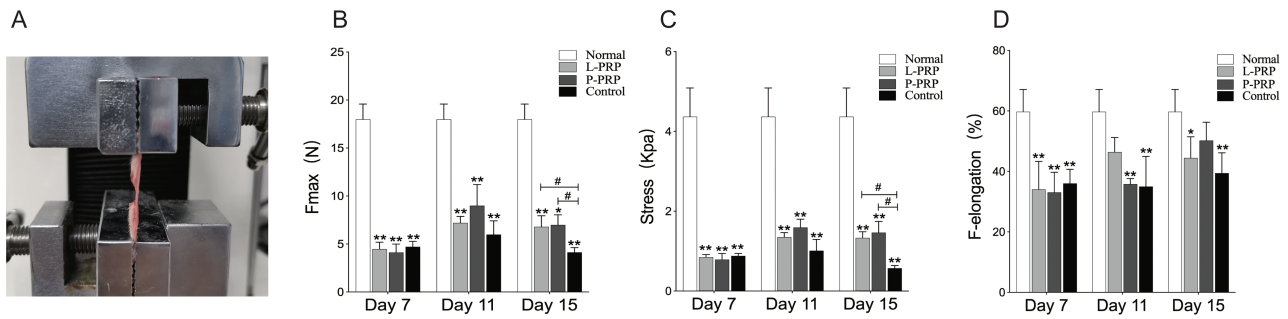 A
B
C
D
Normal
L-PRP
P-PRP
Control
25
20
15
10
5
0
Fmax (N)
**
**
**
**
**
**
**
*
**
#
#
Day 7
Day 11
Day 15
Normal
L-PRP
P-PRP
Control
6
4
2
0
Stress (Kpa)
**
**
**
**
**
**
**
**
**
#
#
Day 7
Day 11
Day 15
Normal
L-PRP
P-PRP
Control
80
60
40
20
0
F-elongation (%)
**
**
**
**
**
*
**
Day 7
Day 11
Day 15